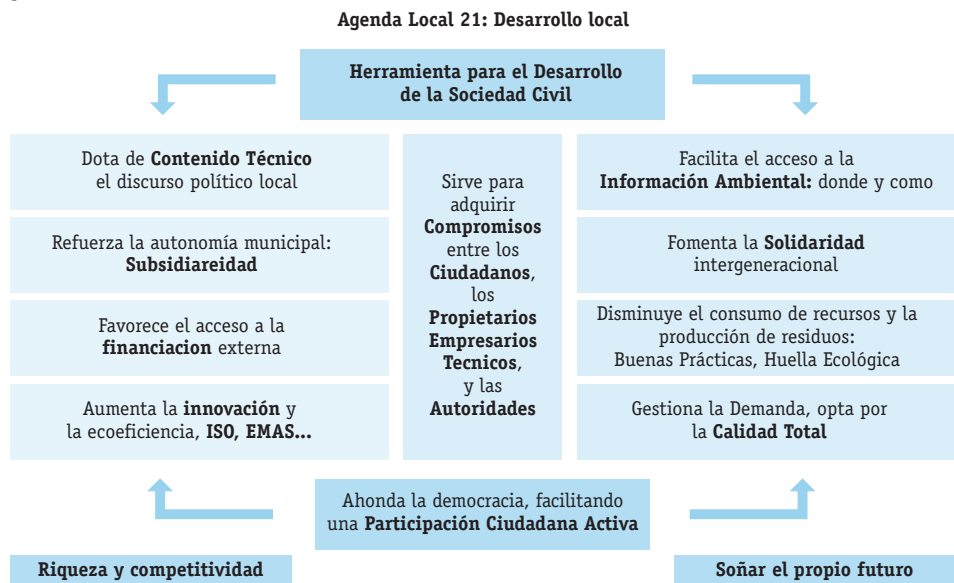 Agenda Local 21: Desarrollo local
Herramienta para el Desarrollo
de la Sociedad Civil
Dota de Contenido Técnico
el discurso político local
Refuerza la autonomía municipal:
Subsidiareidad
Favorece el acceso a la
financiacion externa
Aumenta la innovación y
la ecoeficiencia, ISO, EMAS...
Sirve para
adquirir
Compromisos
entre los
Ciudadanos,
los
Propietarios
Empresarios
Tecnicos,
y las
Autoridades
Facilita el acceso a la
Información Ambiental: donde y como
Fomenta la Solidaridad
intergeneracional
Disminuye el consumo de recursos y la
producción de residuos:
Buenas Prácticas, Huella Ecológica
Gestiona la Demanda, opta por
la Calidad Total
Ahonda la democracia, facilitando
una Participación Ciudadana Activa
Riqueza y competitividad
Soñar el propio futuro